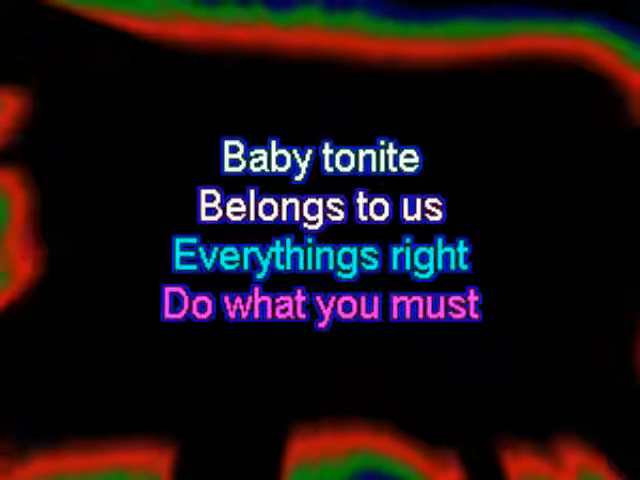 Baby tonite
Belongs to us
Everythings right
Do what you must